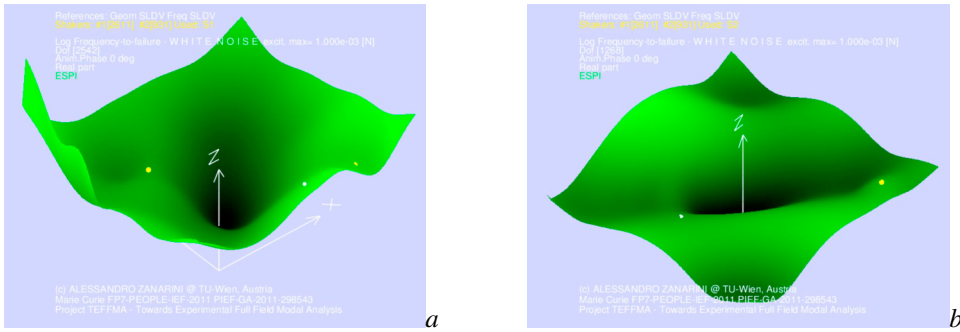 References: Geom SLDV Freq SLDV
Log Frequency-to-failure - W H I T E N O I S E excit. max= 1.000e-03 [N]
Dof [2542]
Anim.Phase 0 deg
Real part
ESPI
Z
X
(c) ALESSANDRO ZANARINI @ TU-Wien, Austria
Marie Curie FP7-PEOPLE-IEF-2011 PIEF-GA-2011-298543
Project TEFFMA - Towards Experimental Full Field Modal Analysis
a
References: Geom SLDV Freq SLDV
Log Frequency-to-failure - W H I T E N O I S E excit. max= 1.000e-03 [N]
Dof [1268]
Anim.Phase 0 deg
Real part
ESPI
Z
(c) ALESSANDRO ZANARINI @ TU-Wien, Austria
Marie Curie FP7-PEOPLE-IEF-2011 PIEF-GA-2011-298543
Project TEFFMA - Towards Experimental Full Field Modal Analysis
b